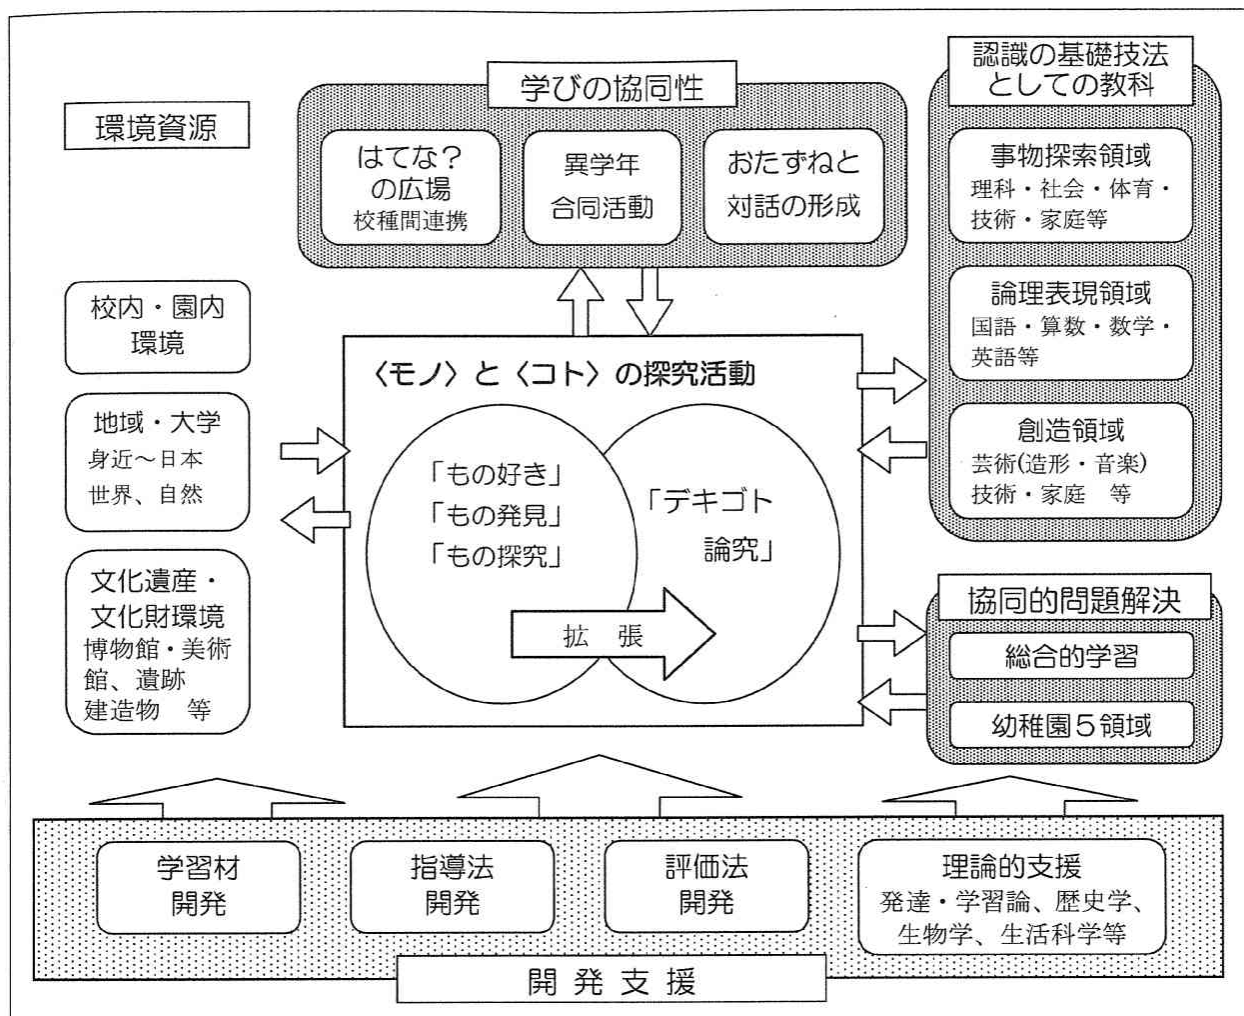 学びの協同性
はてな？
の広場
校種間連携
異学年
合同活動
おたずねと
対話の形成
認識の基礎技法
としての教科
事物探索領域
理科・社会・体育・
技術・家庭等
論理表現領域
国語・算数・数学・
英語等
創造領域
芸術(造形・音楽)
技術・家庭　等
環境資源
校内・園内
環境
地域・大学
身近～日本
世界、自然
文化遺産・
文化財環境
博物館・美術
館、遺跡
建造物　等
〈モノ〉と〈コト〉の探究活動
「もの好き」
「もの発見」
「もの探究」
「デキゴト
論究」
拡　張
協同的問題解決
総合的学習
幼稚園５領域
学習材
開発
指導法
開発
評価法
開発
理論的支援
発達・学習論、歴史学、
生物学、生活科学等
開 発 支 援